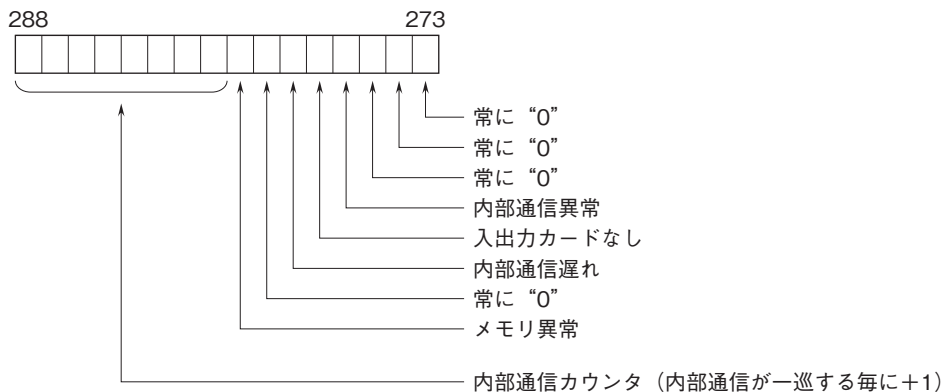 288 273
常に “0”
常に “0”
常に “0”
内部通信異常
入出力カードなし
内部通信遅れ
常に “0”
メモリ異常
内部通信カウンタ（内部通信が一巡する毎に＋1）